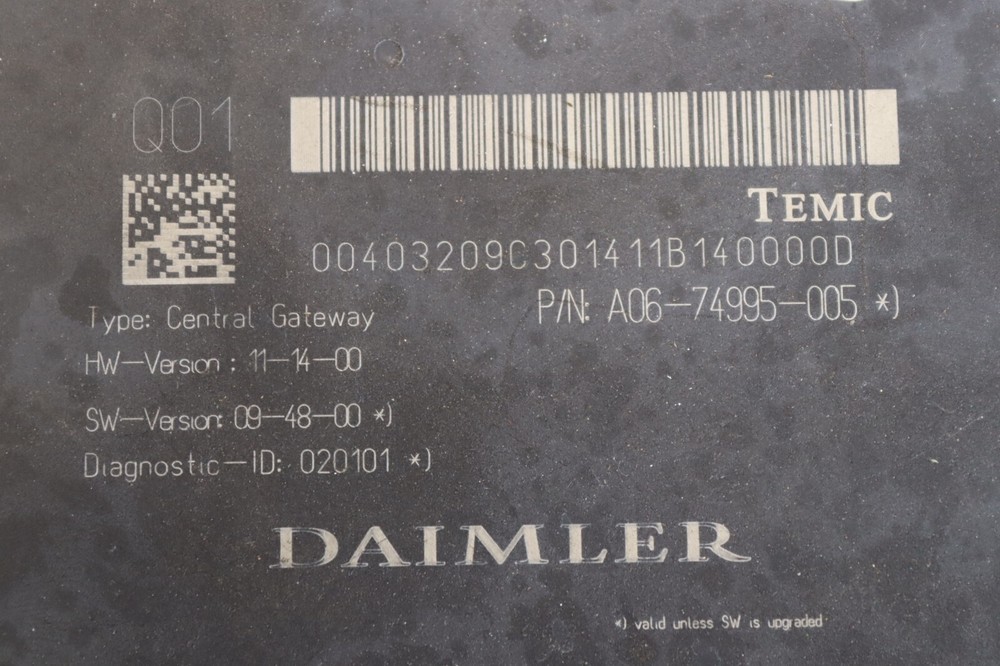 Q01
TEMIC
00403209C301411B140000D
P/N: A06-74995-005 *)
Type: Central Gateway
HW-Version : 11-14-00
SW-Version: 09-48-00 *)
Diagnostic-ID: 020101 *)
DAIMLER
*) valid unless SW is upgraded